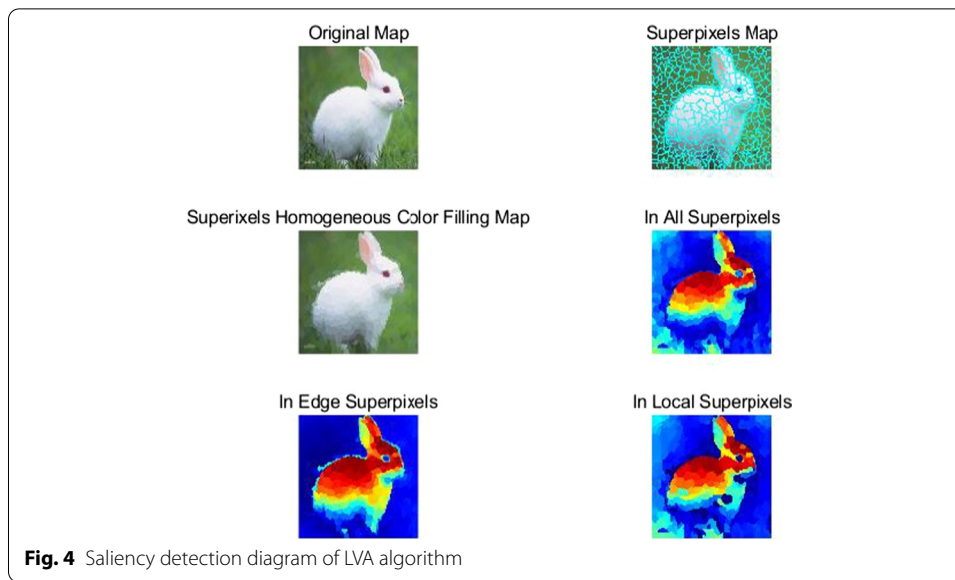 Original Map
Superpixels Map
Superixels Homogeneous Color Filling Map
In All Superpixels
In Edge Superpixels
In Local Superpixels
Fig. 4 Saliency detection diagram of LVA algorithm